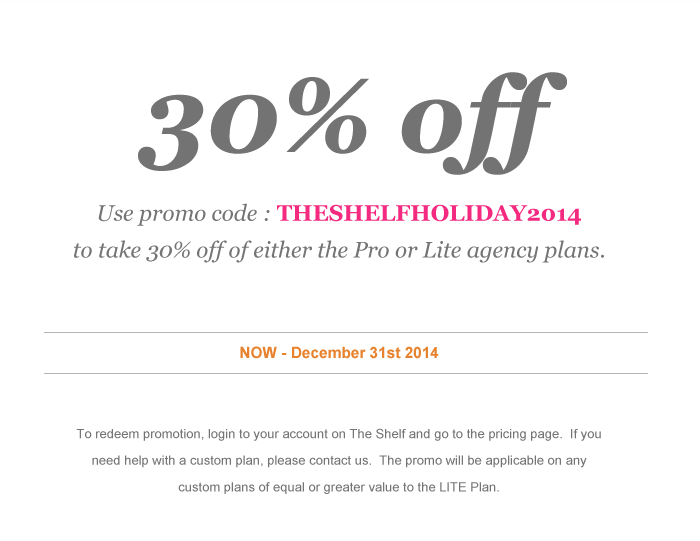 30% off
Use promo code : THESHELFHOLIDAY2014
to take 30% off of either the Pro or Lite agency plans.
NOW - December 31st 2014
To redeem promotion, login to your account on The Shelf and go to the pricing page.  If you
need help with a custom plan, please contact us.  The promo will be applicable on any
custom plans of equal or greater value to the LITE Plan.